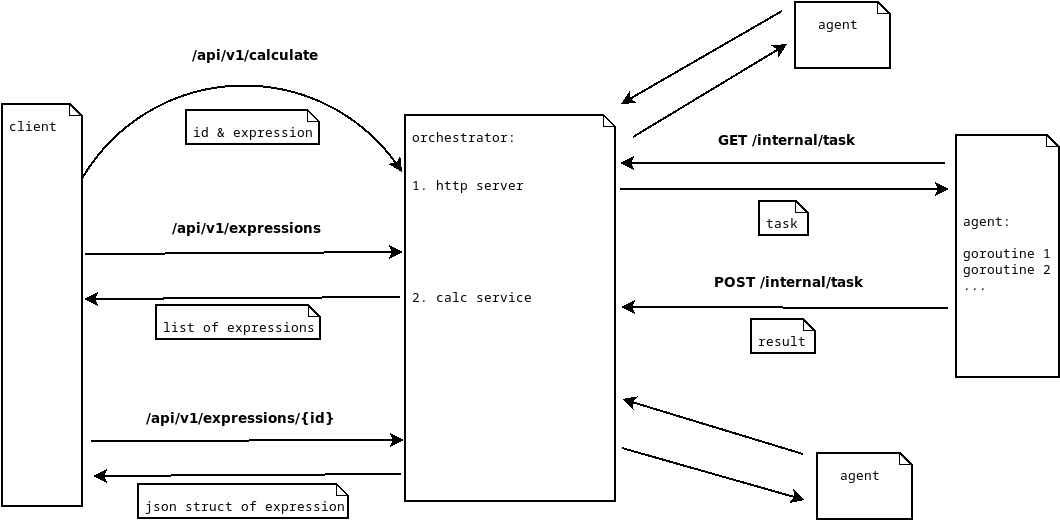 agent
/api/v1/calculate
client
id & expression
orchestrator:
GET /internal/task
1. http server
task
agent:
/api/v1/expressions
goroutine 1
goroutine 2
...
POST /internal/task
2. calc service
list of expressions
result
/api/v1/expressions/{id}
agent
json struct of expression